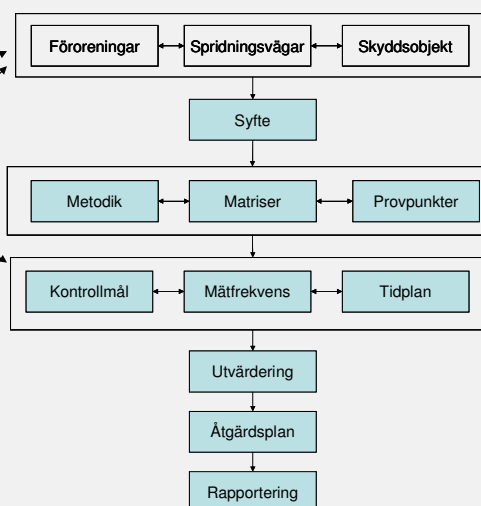 Föroreningar Spridningsvägar Skyddsobjekt
Syfte
Metodik Matriser Provpunkter
Kontrollmål Mätfrekvens Tidplan
Utvärdering
Åtgärdsplan
Rapportering